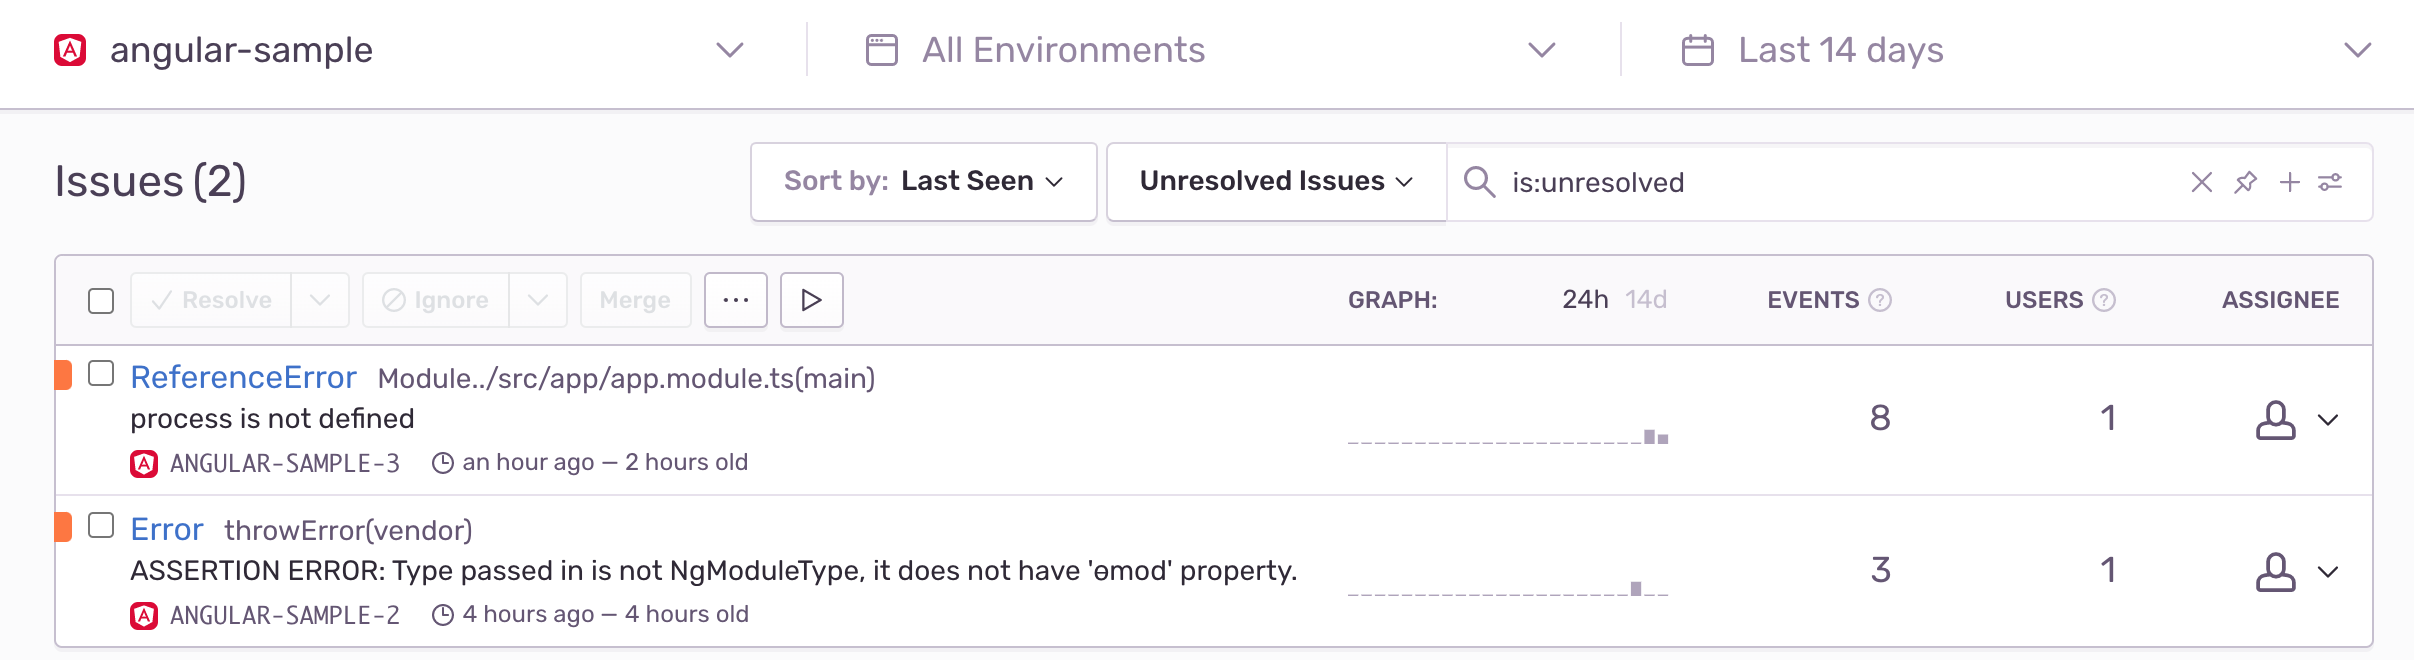 angular-sample
All Environments
Last 14 days
Issues (2)
Sort by: Last Seen
Unresolved Issues
is:unresolved
Resolve
Ignore
Merge
GRAPH:
24h 14d
EVENTS ?
USERS ?
ASSIGNEE
ReferenceError Module../src/app/app.module.ts(main)
process is not defined
ANGULAR-SAMPLE-3 an hour ago — 2 hours old
8
1
Error throwError(vendor)
ASSERTION ERROR: Type passed in is not NgModuleType, it does not have 'ɵmod' property.
ANGULAR-SAMPLE-2 4 hours ago — 4 hours old
3
1